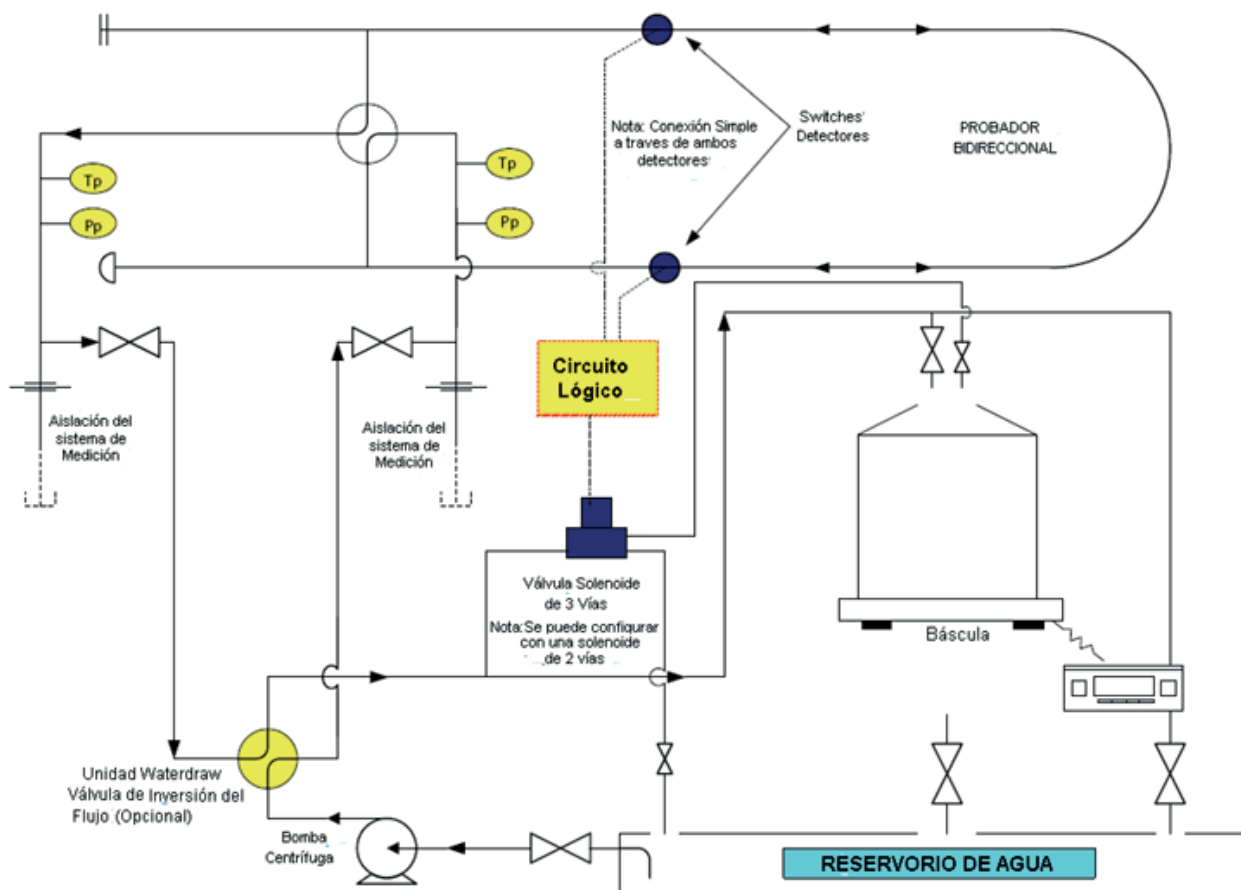 Tp
Pp
Tp
Pp
Nota: Conexión Simple
a traves de ambos
detectores'
Switches'
Detectores
PROBADOR
BIDIRECCIONAL
Aislación del
sistema de
Medición
Aislación del
sistema de
Medición
Circuito
Lógico
Válvula Solenoide
de 3 Vías
Nota:Se puede configurar
con una solenoide
de 2 vías
Báscula
Unidad Waterdraw
Válvula de Inversión del
Flujo (Opcional)
Bomba
Centrífuga
RESERVORIO DE AGUA